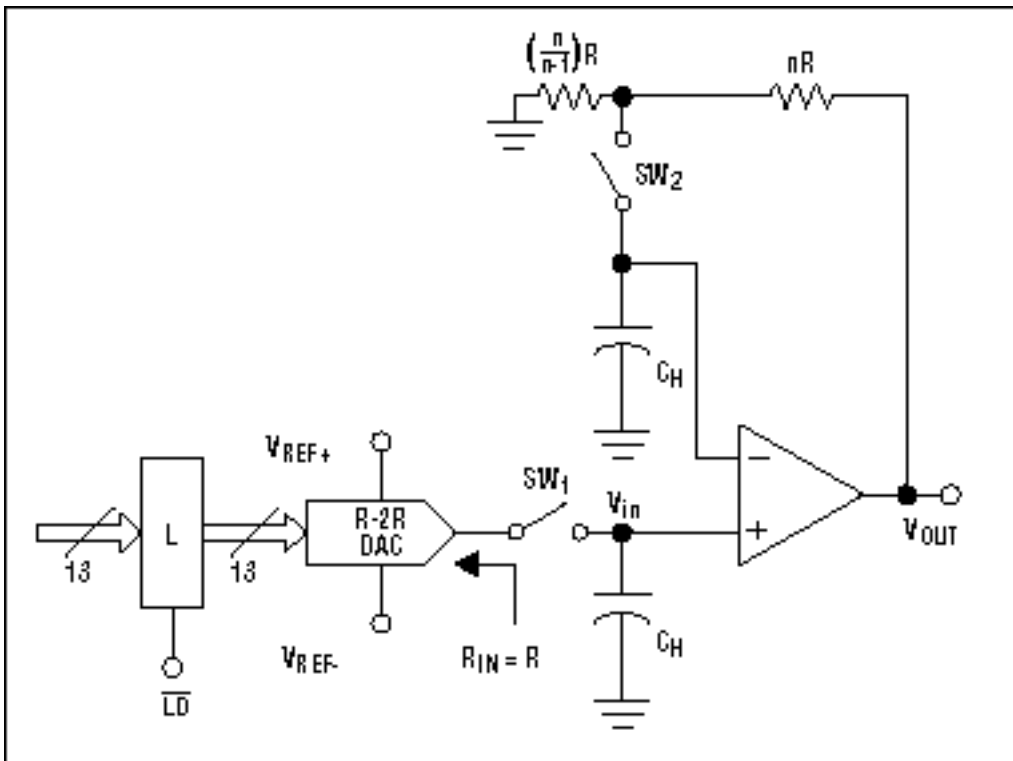 (n/n-1)R
nR
SW2
CH
VREF+
SW1
Vin
L
R-2R
DAC
13
13
VOUT
VREF-
RIN = R
CH
LD